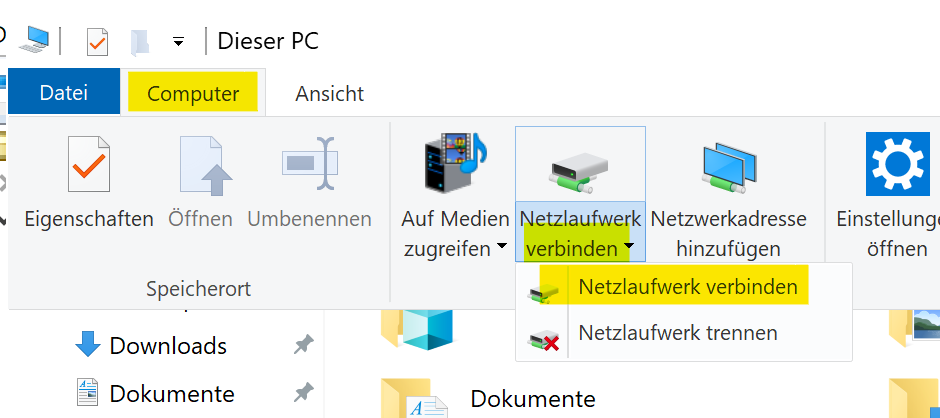 Dieser PC
Datei
Computer
Ansicht
Eigenschaften
Öffnen
Umbenennen
Auf Medien
zugreifen
Netzlaufwerk
verbinden
Netzwerkadresse
hinzufügen
öffnen
Speicherort
Netzlaufwerk verbinden
Netzlaufwerk trennen
Downloads
Dokumente
Dokumente